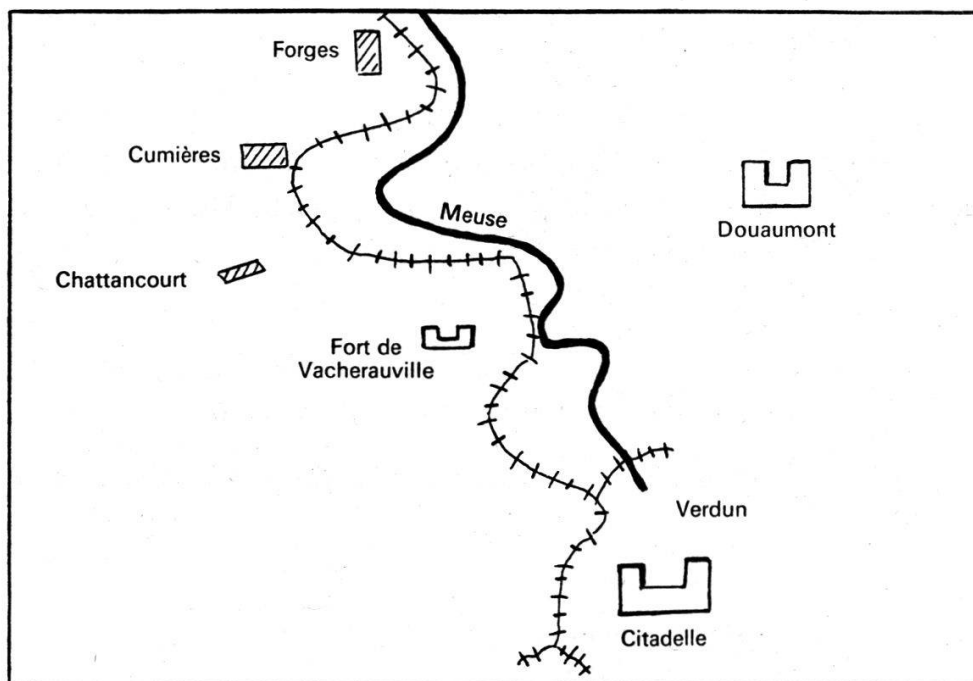 Forges
Cumières
Meuse
Douaumont
Chattancourt
Fort de
Vacherauville
Verdun
Citadelle